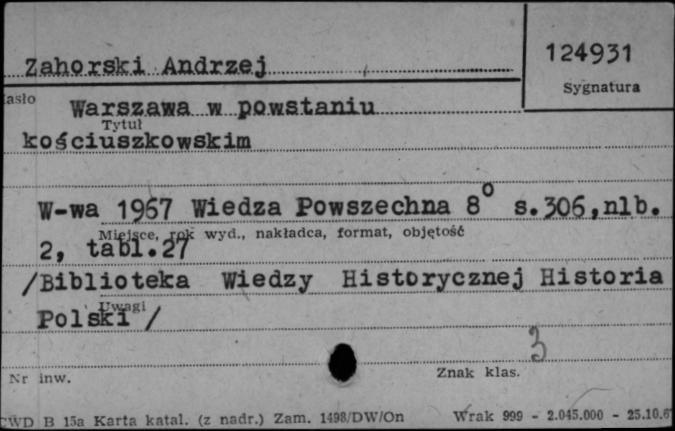 Zahorski Andrzej
124931
Sygnatura
Hasło
Warszawa w powstaniu
Tytuł
kościuszkowskim
W-wa 1967 Wiedza Powszechna 8° s.306,nlb.
Miejsce, rok wyd., nakładca, format, objętość
2, tabl.27
/Biblioteka Wiedzy Historycznej Historia
Uwagi
Polski/
3
Nr inw.
Znak klas.
CWD B 15a Karta katal. (z nadr.) Zam. 1498/DW/On Wrak 999 - 2.045.000 - 25.10.6